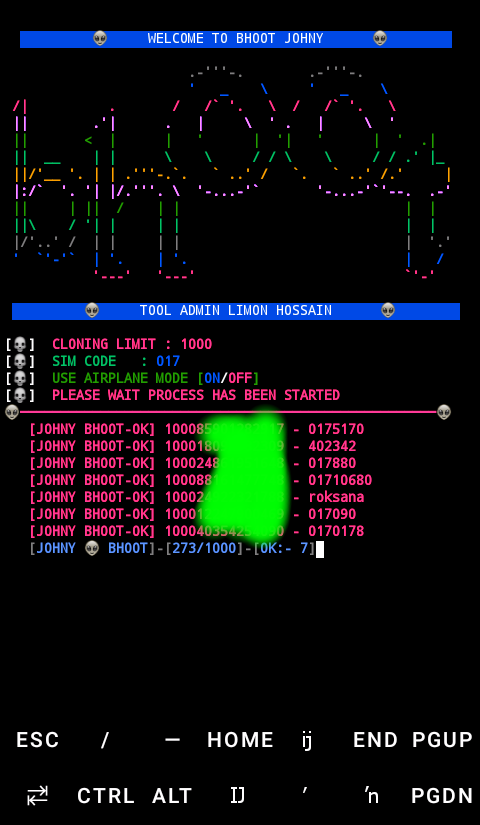 WELCOME TO BHOOT JOHNY
TOOL ADMIN LIMON HOSSAIN
[💀] CLONING LIMIT : 1000
[💀] SIM CODE : 017
[💀] USE AIRPLANE MODE [ON/OFF]
[💀] PLEASE WAIT PROCESS HAS BEEN STARTED
[JOHNY BHOOT-OK] - 0175170
[JOHNY BHOOT-OK] - 402342
[JOHNY BHOOT-OK] - 017880
[JOHNY BHOOT-OK] - 01710680
[JOHNY BHOOT-OK] - roksana
[JOHNY BHOOT-OK] - 017090
[JOHNY BHOOT-OK] - 0170178
[JOHNY 👽 BHOOT]-[273/1000]-[OK:- 7]
ESC / — HOME ij END PGUP
⇄ CTRL ALT IJ ′ ŉ PGDN